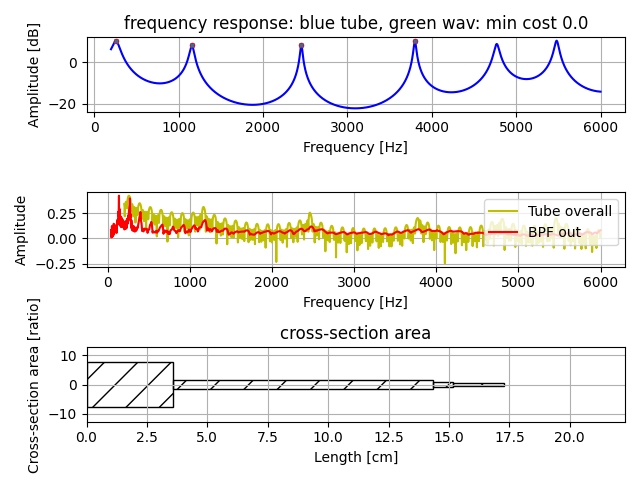 frequency response: blue tube, green wav: min cost 0.0
Amplitude [dB]
0
−20
0 1000 2000 3000 4000 5000 6000
Frequency [Hz]
Amplitude
0.25
0.00
−0.25
Tube overall
BPF out
0 1000 2000 3000 4000 5000 6000
Frequency [Hz]
cross-section area
Cross-section area [ratio]
10
0
−10
0.0 2.5 5.0 7.5 10.0 12.5 15.0 17.5 20.0
Length [cm]